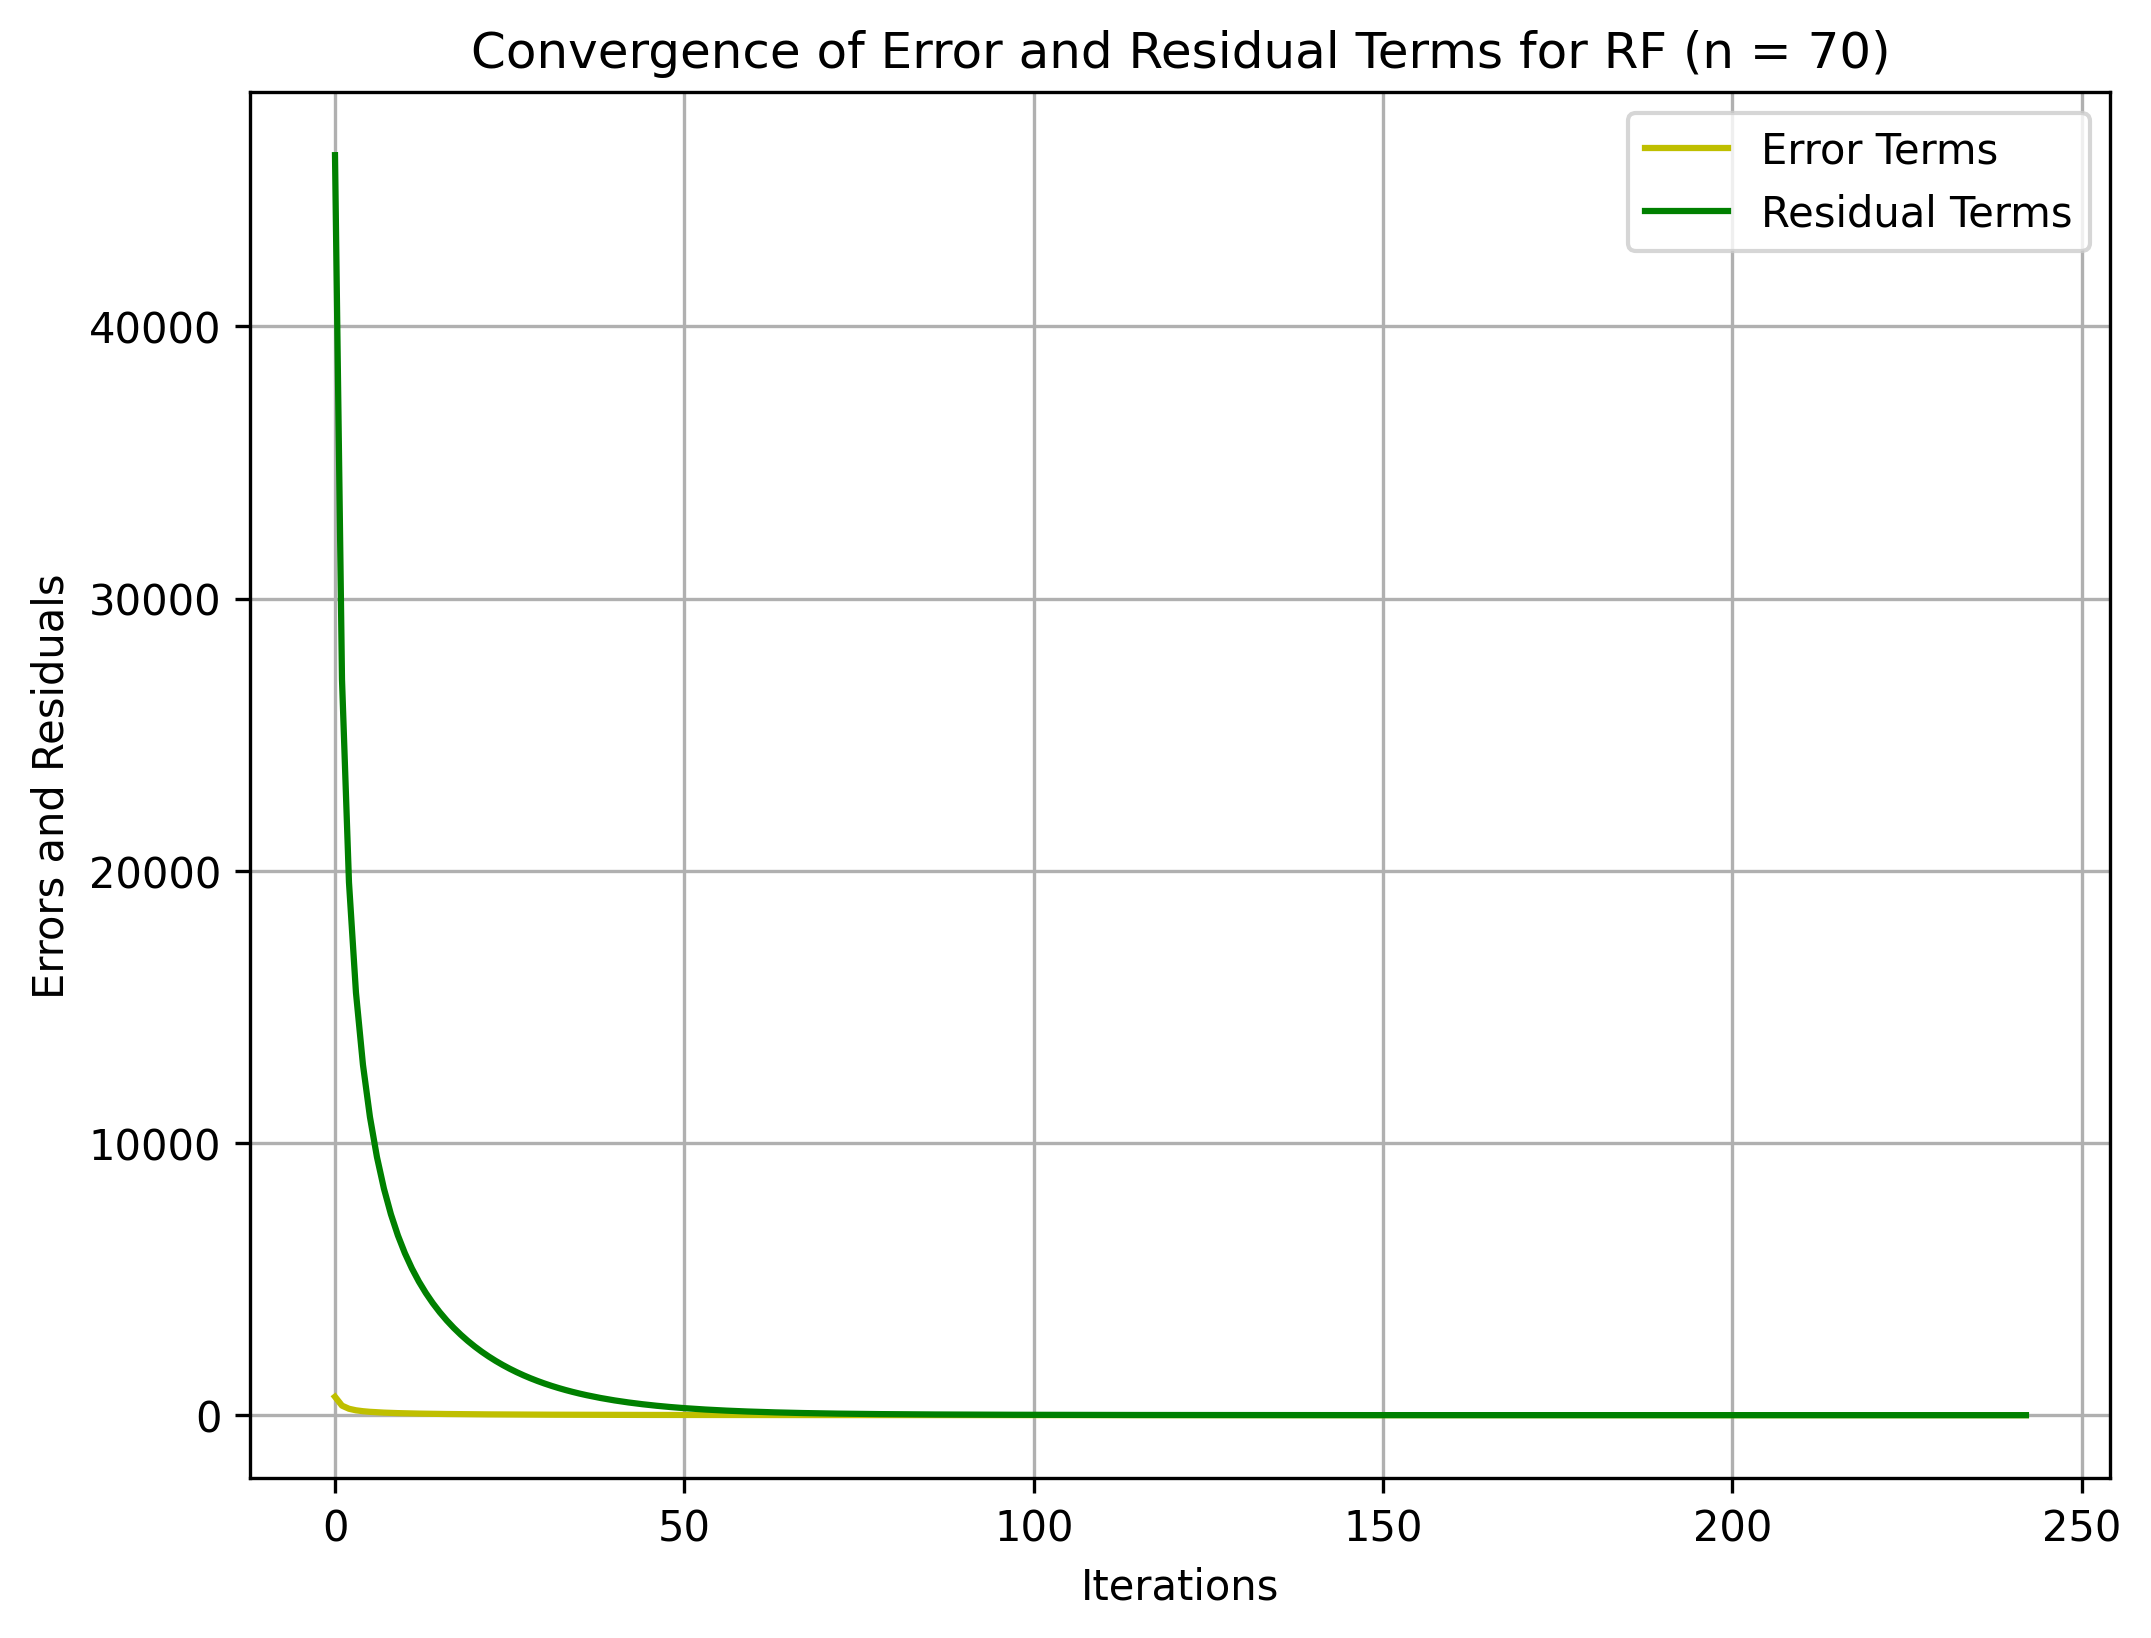 Convergence of Error and Residual Terms for RF (n = 70)
Error Terms
Residual Terms
Errors and Residuals
40000
30000
20000
10000
0
0 50 100 150 200 250
Iterations